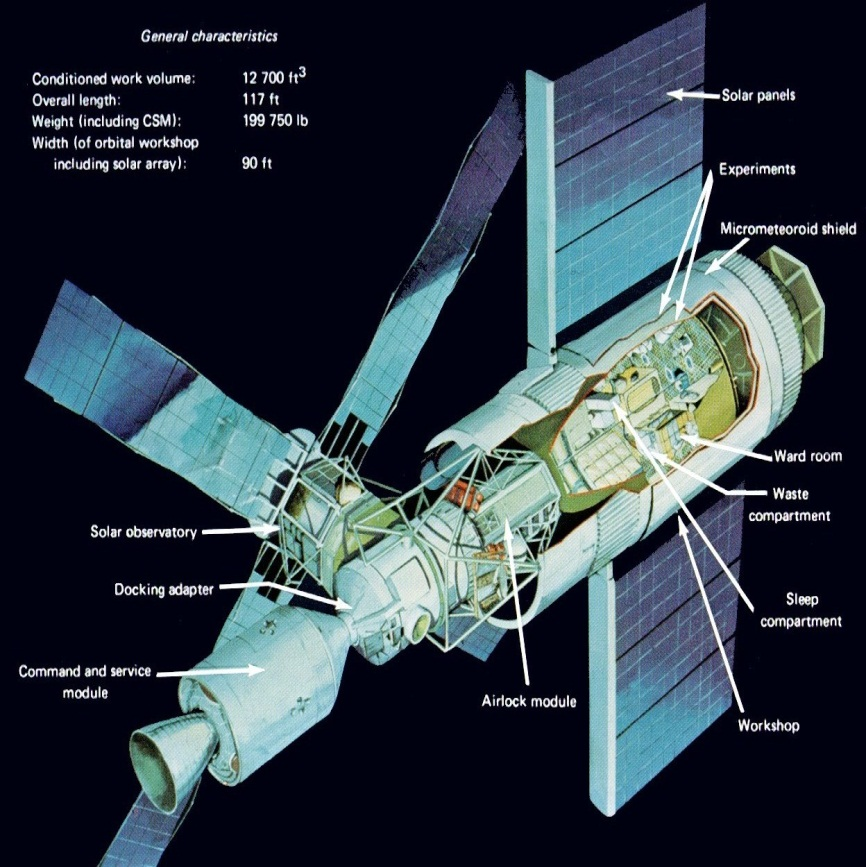 General characteristics
Conditioned work volume: 12 700 ft³
Overall length: 117 ft
Weight (including CSM): 199 750 lb
Width (of orbital workshop
including solar array): 90 ft
Solar panels
Experiments
Micrometeoroid shield
Ward room
Waste
compartment
Solar observatory
Docking adapter
Sleep
compartment
Command and service
module
Airlock module
Workshop